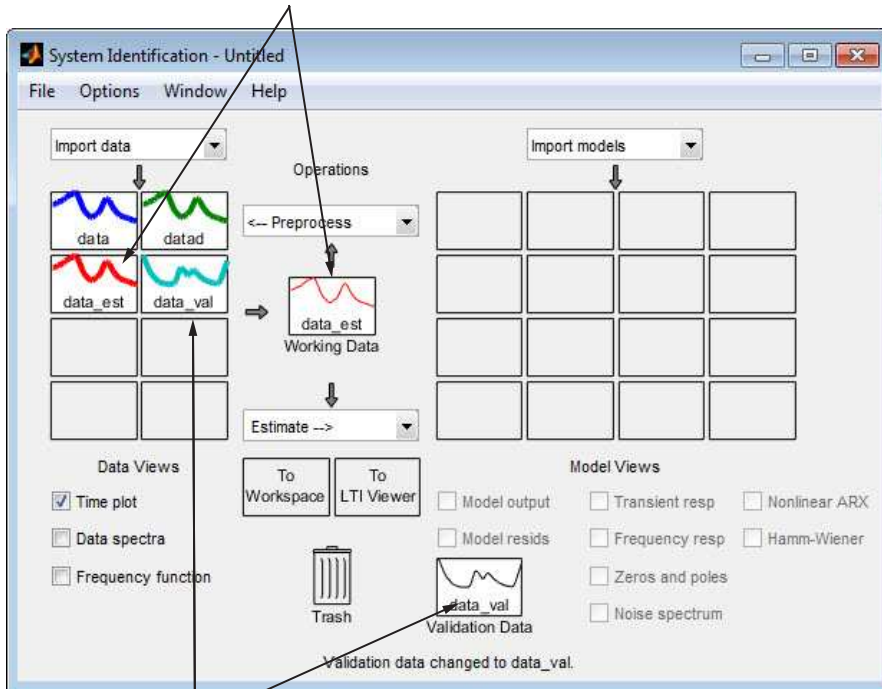 System Identification - Untitled
File Options Window Help
Import data
Import models
Operations
data
datad
<-- Preprocess
data_est
data_val
data_est
Working Data
Estimate -->
Data Views
To Workspace
To LTI Viewer
Model Views
Time plot
Model output
Transient resp
Nonlinear ARX
Data spectra
Model resids
Frequency resp
Hamm-Wiener
Frequency function
Zeros and poles
Trash
data_val
Validation Data
Noise spectrum
Validation data changed to data_val.